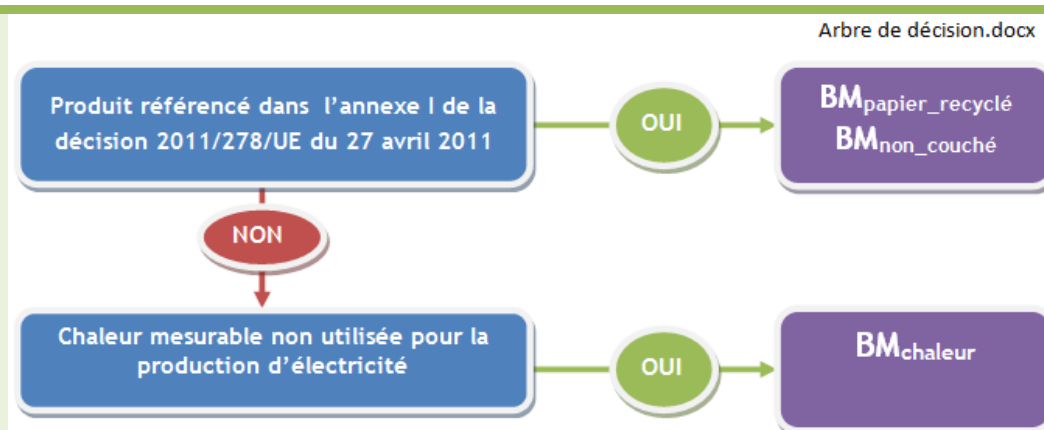 Arbre de décision.docx
Produit référencé dans l'annexe I de la
décision 2011/278/UE du 27 avril 2011
OUI
BMpapier_recyclé
BMnon_couché
NON
Chaleur mesurable non utilisée pour la
production d'électricité
OUI
BMchaleur